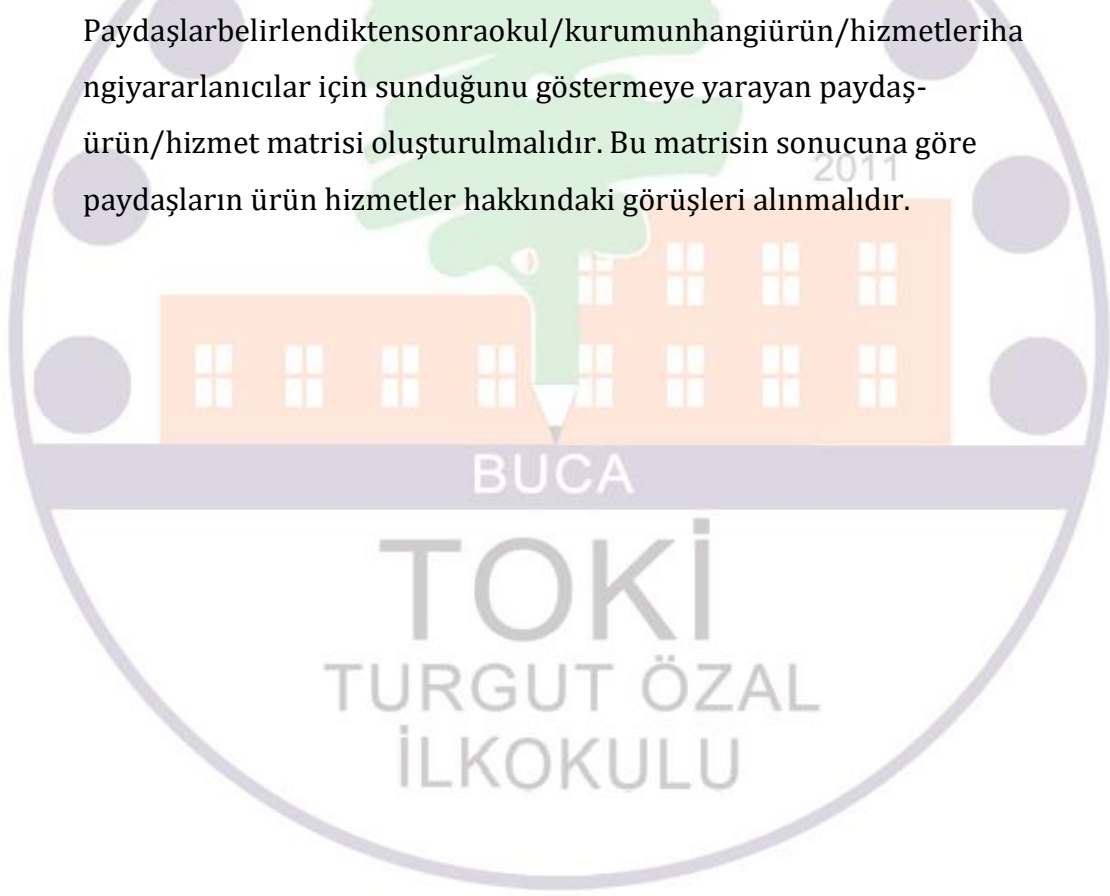 Paydaşlarbelirlendiktensonraokul/kurumunhangiürün/hizmetleriha
ngiyararlanıcılar için sunduğunu göstermeye yarayan paydaş-
ürün/hizmet matrisi oluşturulmalıdır. Bu matrisin sonucuna göre
2011
paydaşların ürün hizmetler hakkındaki görüşleri alınmalıdır.
BUCA
TOKİ
TURGUT ÖZAL
İLKOKULU